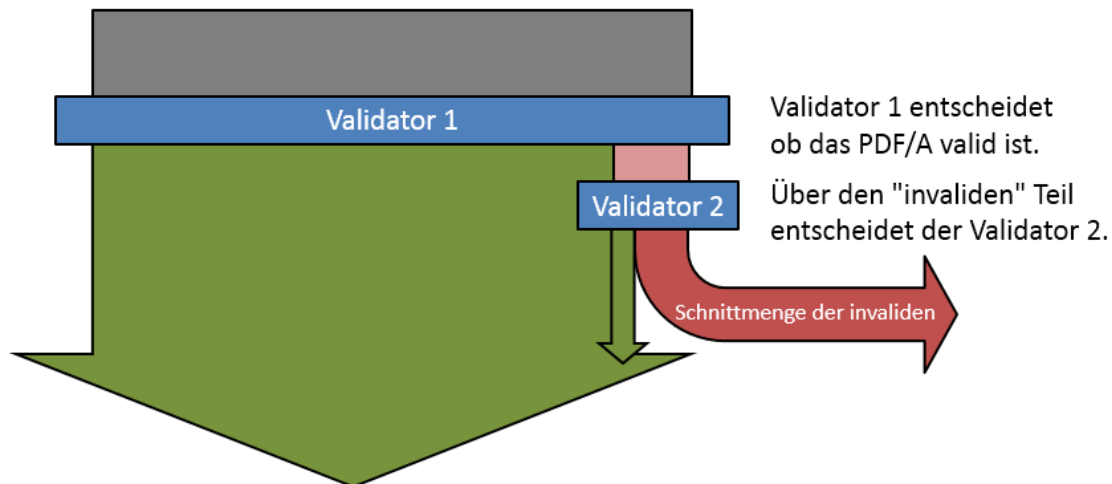 Validator 1
Validator 1 entscheidet
ob das PDF/A valid ist.
Validator 2
Über den "invaliden" Teil
entscheidet der Validator 2.
Schnittmenge der invaliden